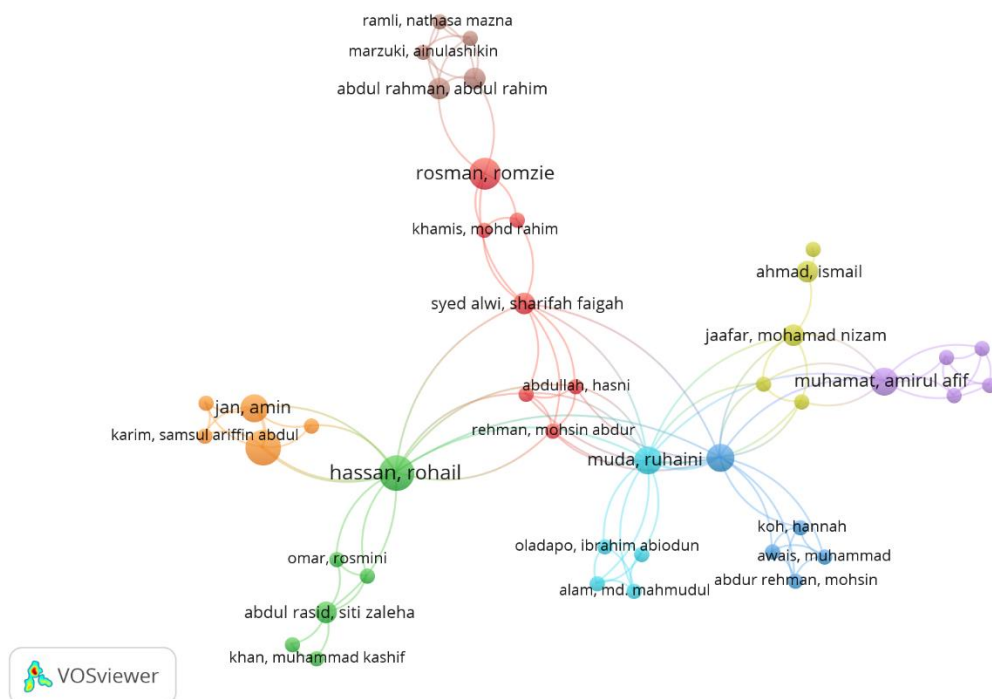 ramli, nathasa mazna
marzuki, ainulashikin
abdul rahman, abdul rahim
rosman, romzie
khamis, mohd rahim
ahmad, ismail
syed alwi, sharifah faigah
jaafar, mohamad nizam
muhamat, amirul afif
abdullah, hasni
jan, amin
rehman, mohsin abdur
karim, samsul ariffin abdul
muda, ruhaini
hassan, rohail
koh, hannah
oladapo, ibrahim abiodun
awais, muhammad
omar, rosmini
abdur rehman, mohsin
alam, md. mahmudul
abdul rasid, siti zaleha
khan, muhammad kashif
VOSviewer